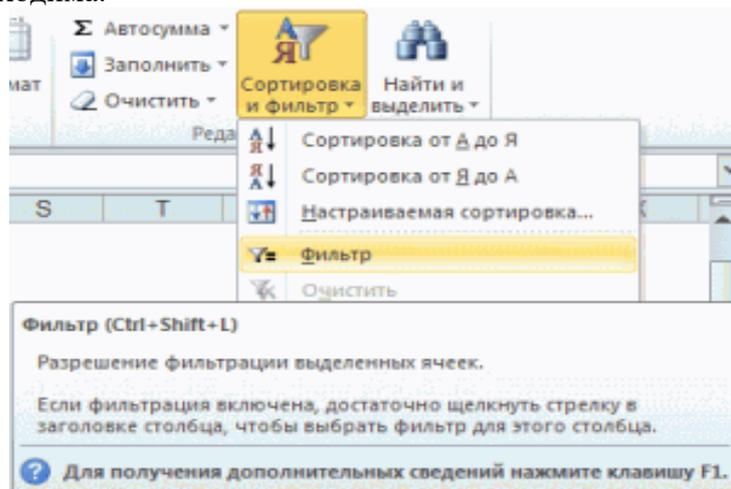 Σ Автосумма
Заполнить
Очистить
мат
Сортировка и фильтр
Найти и выделить
Реда
Сортировка от А до Я
Сортировка от Я до А
S T
Настраиваемая сортировка...
Фильтр
Очистить
Фильтр (Ctrl+Shift+L)
Разрешение фильтрации выделенных ячеек.
Если фильтрация включена, достаточно щелкнуть стрелку в
заголовке столбца, чтобы выбрать фильтр для этого столбца.
Для получения дополнительных сведений нажмите клавишу F1.